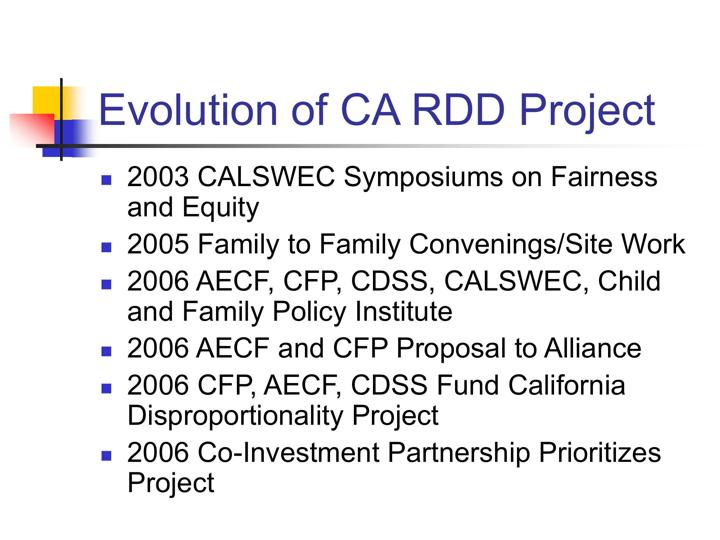 Evolution of CA RDD Project
2003 CALSWEC Symposiums on Fairness
and Equity
2005 Family to Family Convenings/Site Work
2006 AECF, CFP, CDSS, CALSWEC, Child
and Family Policy Institute
2006 AECF and CFP Proposal to Alliance
2006 CFP, AECF, CDSS Fund California
Disproportionality Project
2006 Co-Investment Partnership Prioritizes
Project